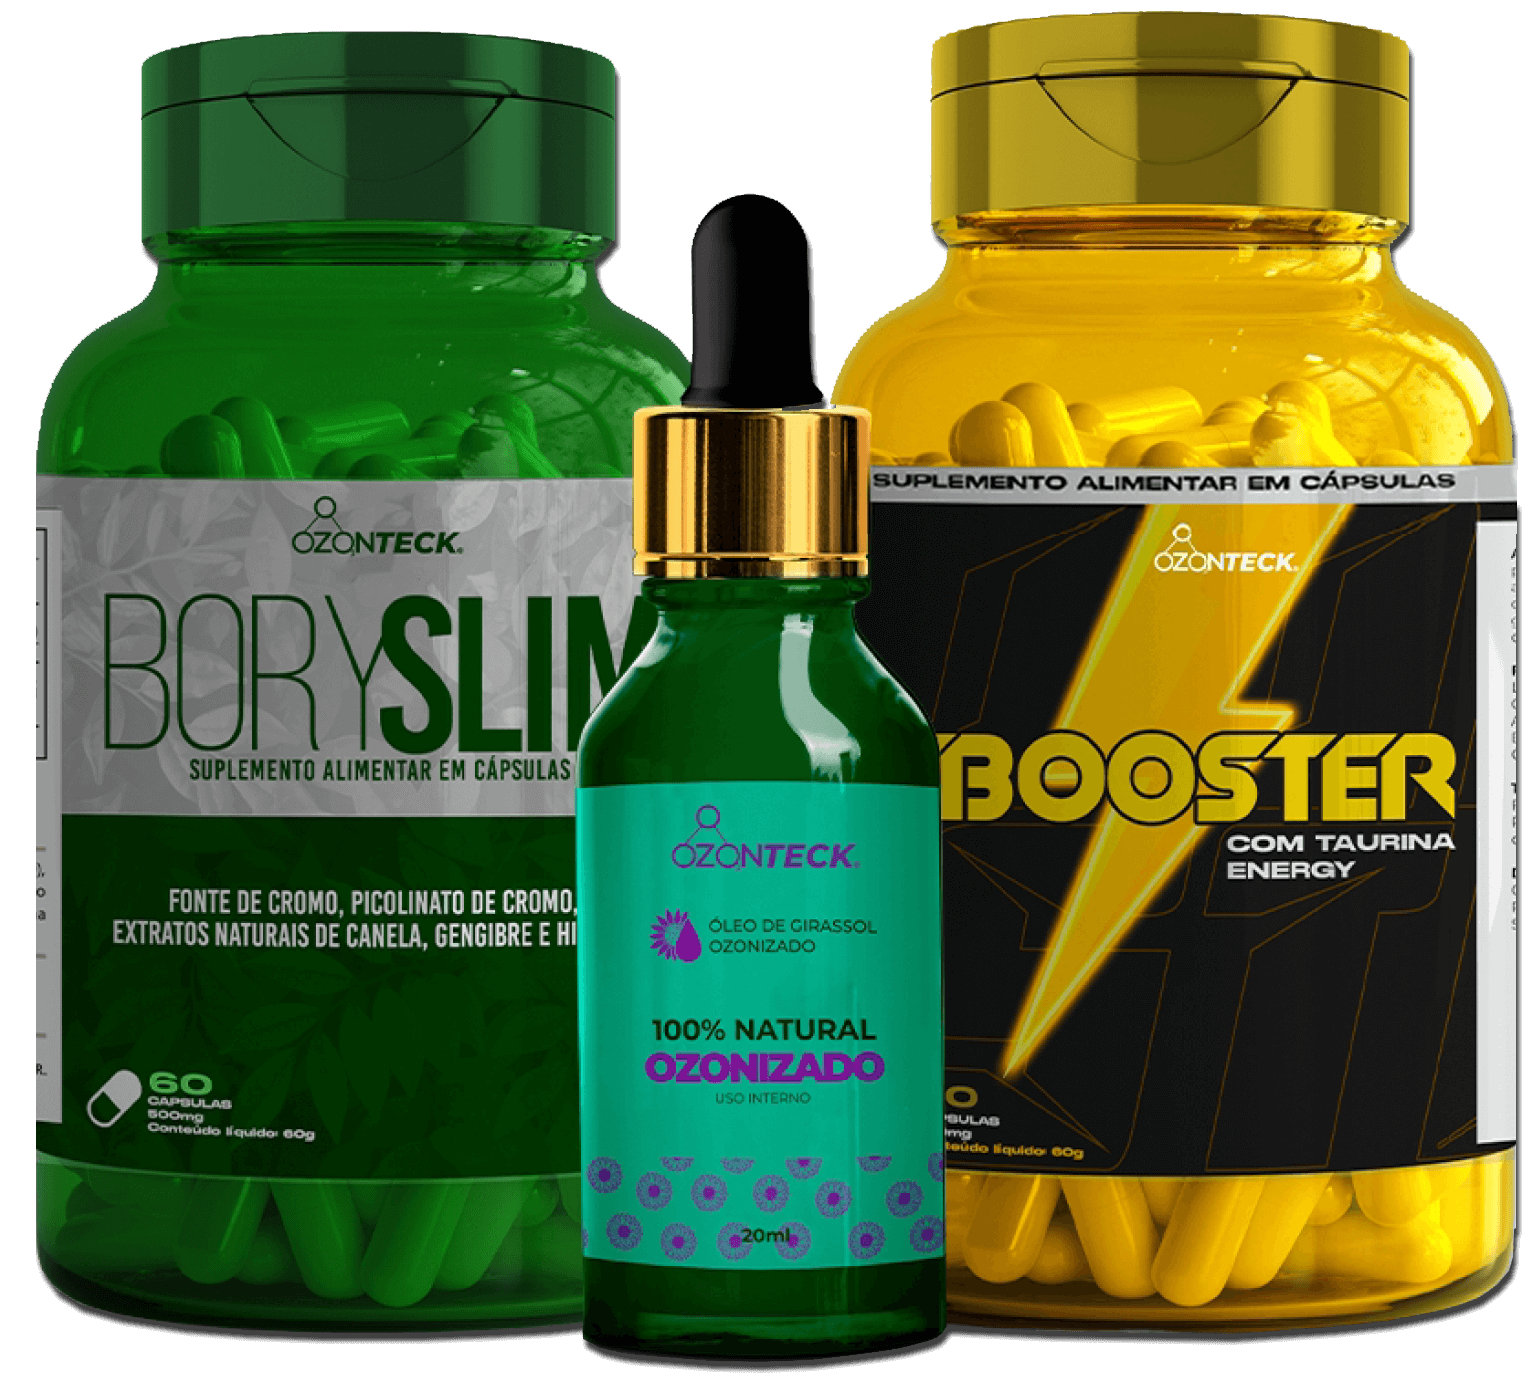 OZONTECK
BORYSLIM
SUPLEMENTO ALIMENTAR EM CÁPSULAS
FONTE DE CROMO, PICOLINATO DE CROMO,
EXTRATOS NATURAIS DE CANELA, GENGIBRE E
60
CAPSULAS
500mg
Conteúdo líquido: 60g
OZONTECK
ÓLEO DE GIRASSOL
OZONIZADO
100% NATURAL
OZONIZADO
USO INTERNO
20ml
SUPLEMENTO ALIMENTAR EM CÁPSULAS
OZONTECK
BOOSTER
COM TAURINA
ENERGY
líquido: 60g